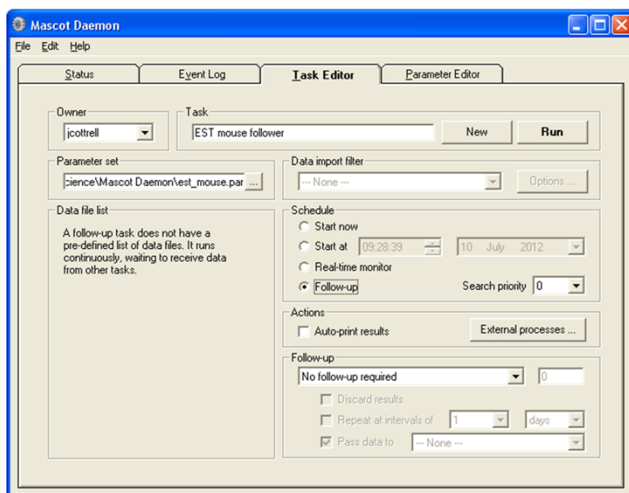 Mascot Daemon
File Edit Help
Status Event Log Task Editor Parameter Editor
Owner
jcottrell
Task
EST mouse follower
New
Run
Parameter set
cience\Mascot Daemon\est_mouse.par ...
Data import filter
--- None ---
Options ...
Data file list
A follow-up task does not have a
pre-defined list of data files. It runs
continuously, waiting to receive data
from other tasks.
Schedule
Start now
Start at 09:28:39 10 July 2012
Real-time monitor
Follow-up
Search priority 0
Actions
Auto-print results
External processes ...
Follow-up
No follow-up required 0
Discard results
Repeat at intervals of 1 days
Pass data to --- None ---